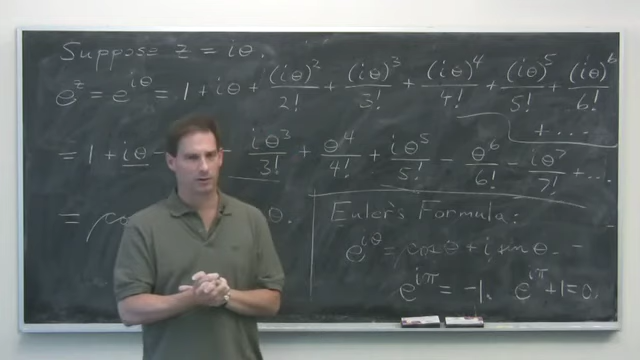 Suppose z = iθ.
e^z = e^{iθ} = 1 + iθ + (iθ)^2/2! + (iθ)^3/3! + (iθ)^4/4! + (iθ)^5/5! + (iθ)^6/6!
+ ...
= 1 + iθ - - iθ^3/3! + θ^4/4! + iθ^5/5! - θ^6/6! - iθ^7/7! + ...
= θ.
Euler's Formula:
e^{iθ} = cos θ + i sin θ.
e^{iπ} = -1. e^{iπ} + 1 = 0.